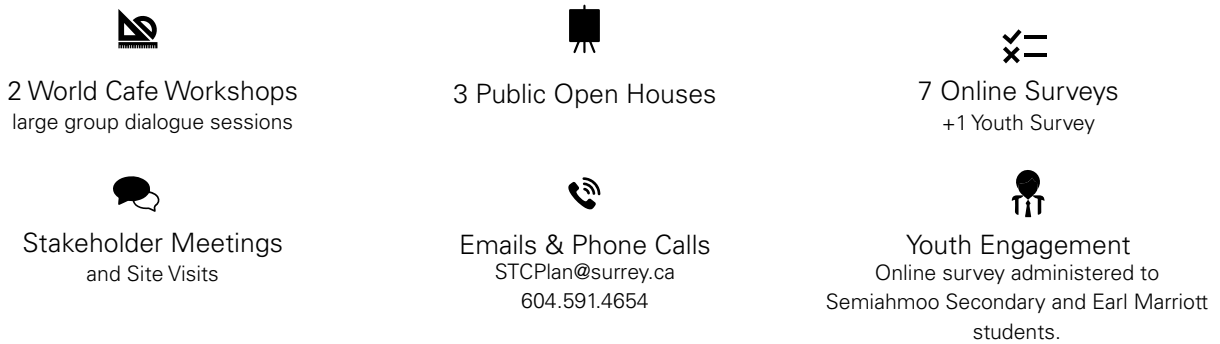 2 World Cafe Workshops
large group dialogue sessions
3 Public Open Houses
7 Online Surveys
+1 Youth Survey
Stakeholder Meetings
and Site Visits
Emails & Phone Calls
STCPlan@surrey.ca
604.591.4654
Youth Engagement
Online survey administered to
Semiahmoo Secondary and Earl Marriott
students.